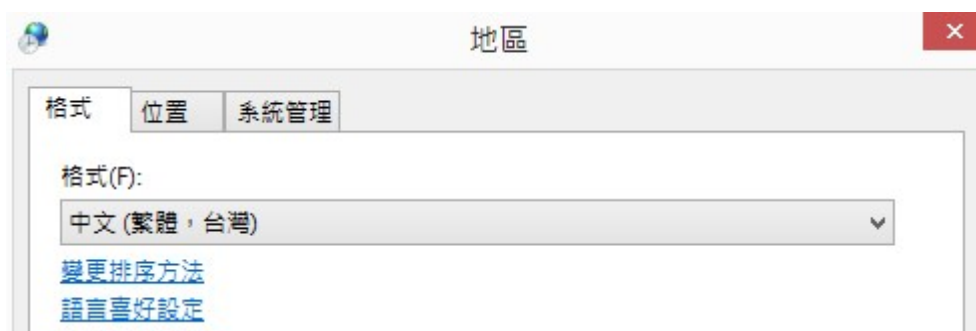 地區
格式 位置 系統管理
格式(F):
中文 (繁體，台灣)
變更排序方法
語言喜好設定